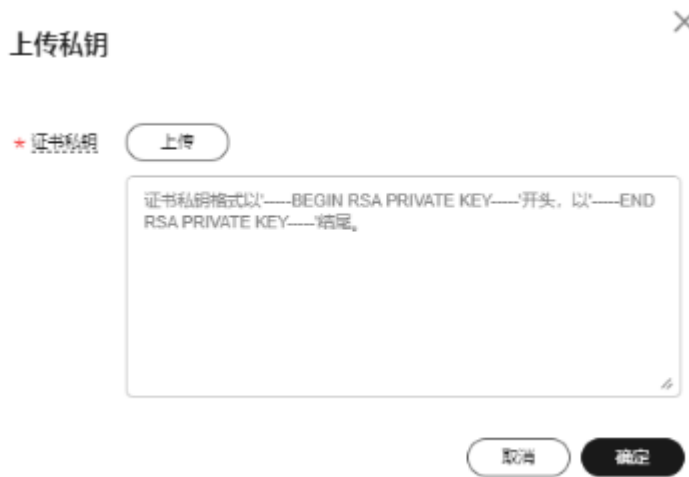 上传私钥
* 证书私钥 上传
证书私钥格式以'-----BEGIN RSA PRIVATE KEY-----'开头，以'-----END
RSA PRIVATE KEY-----'结尾。
取消 确定